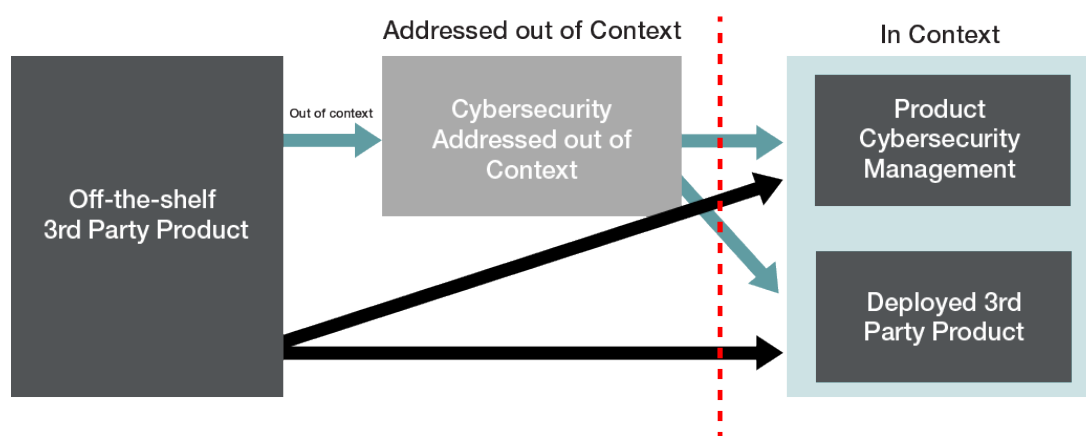 Addressed out of Context
In Context
Off-the-shelf
3rd Party Product
Out of context
Cybersecurity
Addressed out of
Context
Product
Cybersecurity
Management
Deployed 3rd
Party Product